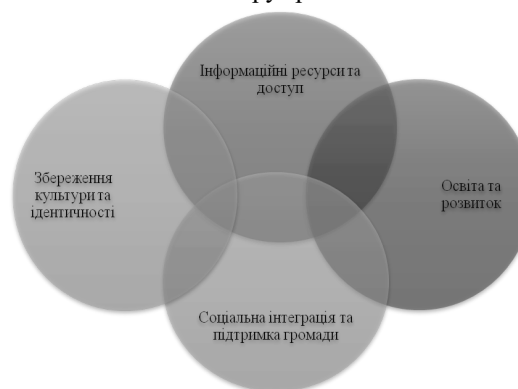 Інформаційні ресурси та
доступ
Збереження
культури та
ідентичності
Освіта та
розвиток
Соціальна інтеграція та
підтримка громади